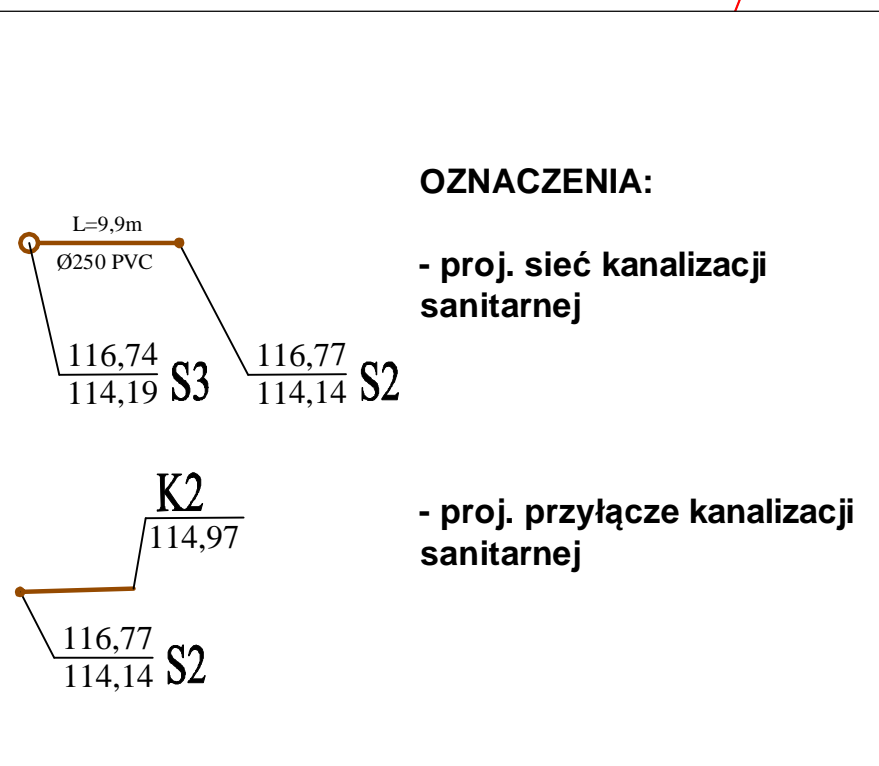 OZNACZENIA:
L=9,9m
Ø250 PVC
- proj. sieć kanalizacji
sanitarnej
116,74
114,19 S3
116,77
114,14 S2
K2
114,97
- proj. przyłącze kanalizacji
sanitarnej
116,77
114,14 S2